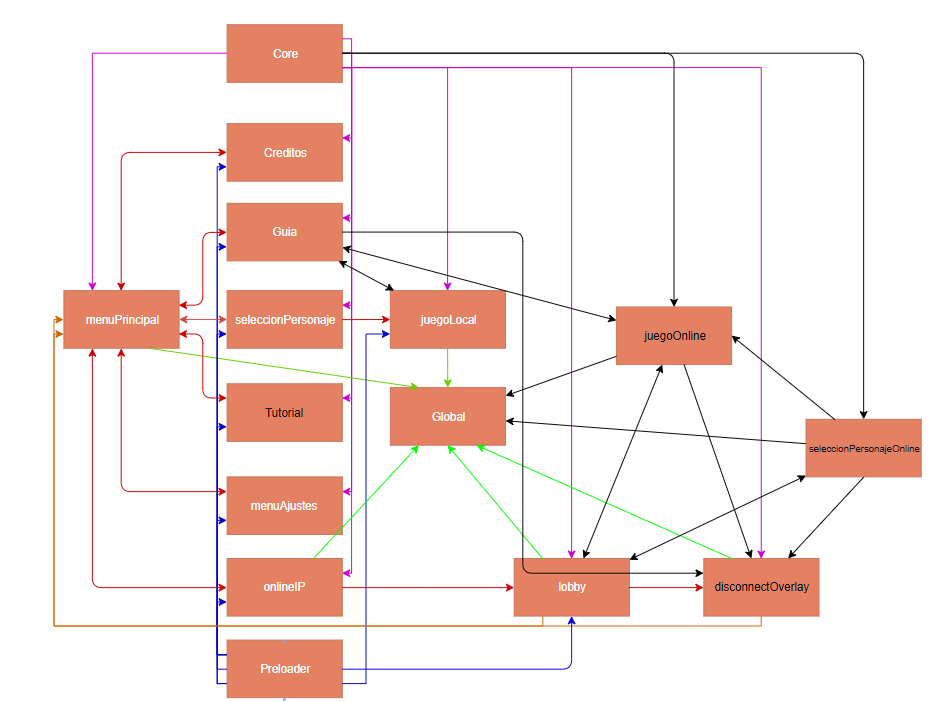 Core
Creditos
Guia
menuPrincipal
seleccionPersonaje
juegoLocal
juegoOnline
Tutorial
Global
seleccionPersonajeOnline
menuAjustes
onlineIP
lobby
disconnectOverlay
Preloader